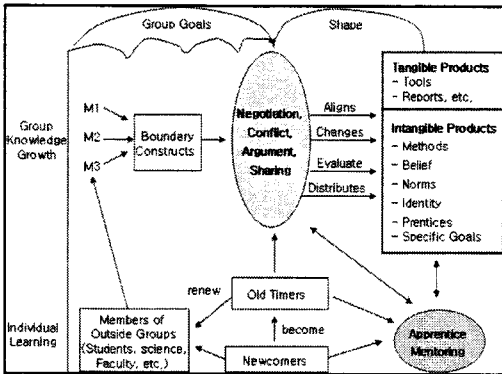 Group Goals
Shape
Tangible Products
- Tools
- Reports, etc,
Group
Knowledge
Growth
M1
M2
M3
Boundary
Constructs
Negotiation,
Conflict,
Argument,
Sharing
Aligns
Changes
Evaluate
Distributes
Intangible Products
- Methods
- Belief
- Norms
- Identity
- Prentices
- Specific Goals
renew
Old Timers
become
Individual
Learning
Members of
Outside Groups
(Students, science,
Faculty, etc,)
Newcomers
Apprentice
Mentoring